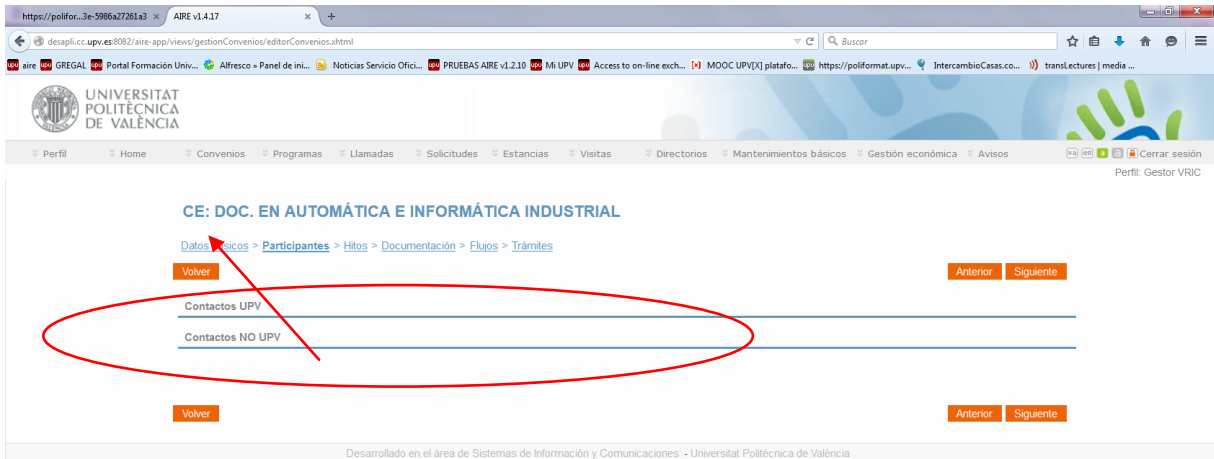 https://polifor...3e-5986a27261a3 × AIRE v1.4.17 × +
desapli.cc.upv.es:8082/aire-app/views/gestionConvenios/editorConvenios.xhtml Buscar
aire GREGAL Portal Formación Univ... Alfresco » Panel de ini... Noticias Servicio Ofici... PRUEBAS AIRE v1.2.10 Mi UPV Access to on-line exch... MOOC UPV[X] platafo... https://poliformat.upv... IntercambioCasas.co... transLectures | media ...
UNIVERSITAT
POLITÈCNICA
DE VALÈNCIA
Perfil Home Convenios Programas Llamadas Solicitudes Estancias Visitas Directorios Mantenimientos básicos Gestión económica Avisos en Cerrar sesión
Perfil: Gestor VRIC
CE: DOC. EN AUTOMÁTICA E INFORMÁTICA INDUSTRIAL
Datos > Participantes > Hitos > Documentación > Flujos > Trámites
Volver Anterior Siguiente
Contactos UPV
Contactos NO UPV
Volver Anterior Siguiente
Desarrollado en el área de Sistemas de Información y Comunicaciones - Universitat Politècnica de València